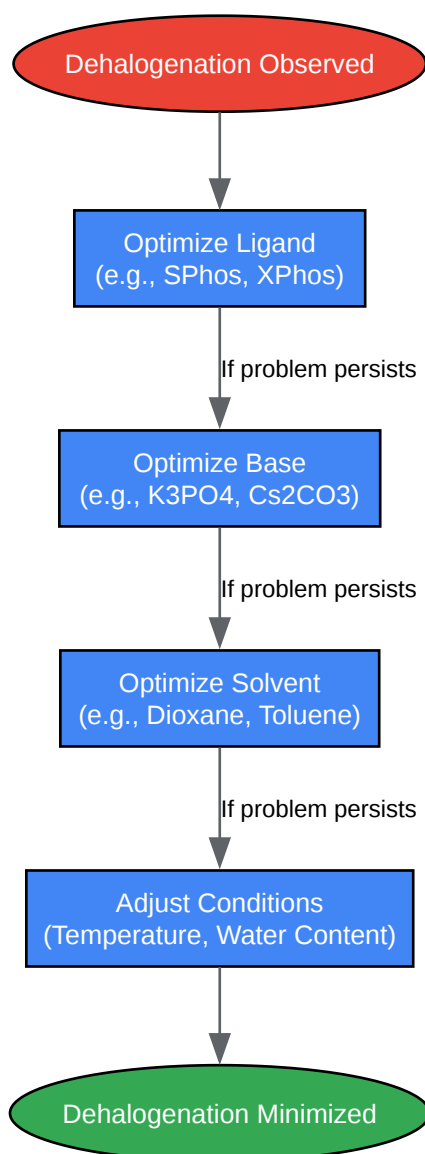 Dehalogenation Observed
Optimize Ligand
(e.g., SPhos, XPhos)
If problem persists
Optimize Base
(e.g., K3PO4, Cs2CO3)
If problem persists
Optimize Solvent
(e.g., Dioxane, Toluene)
If problem persists
Adjust Conditions
(Temperature, Water Content)
Dehalogenation Minimized